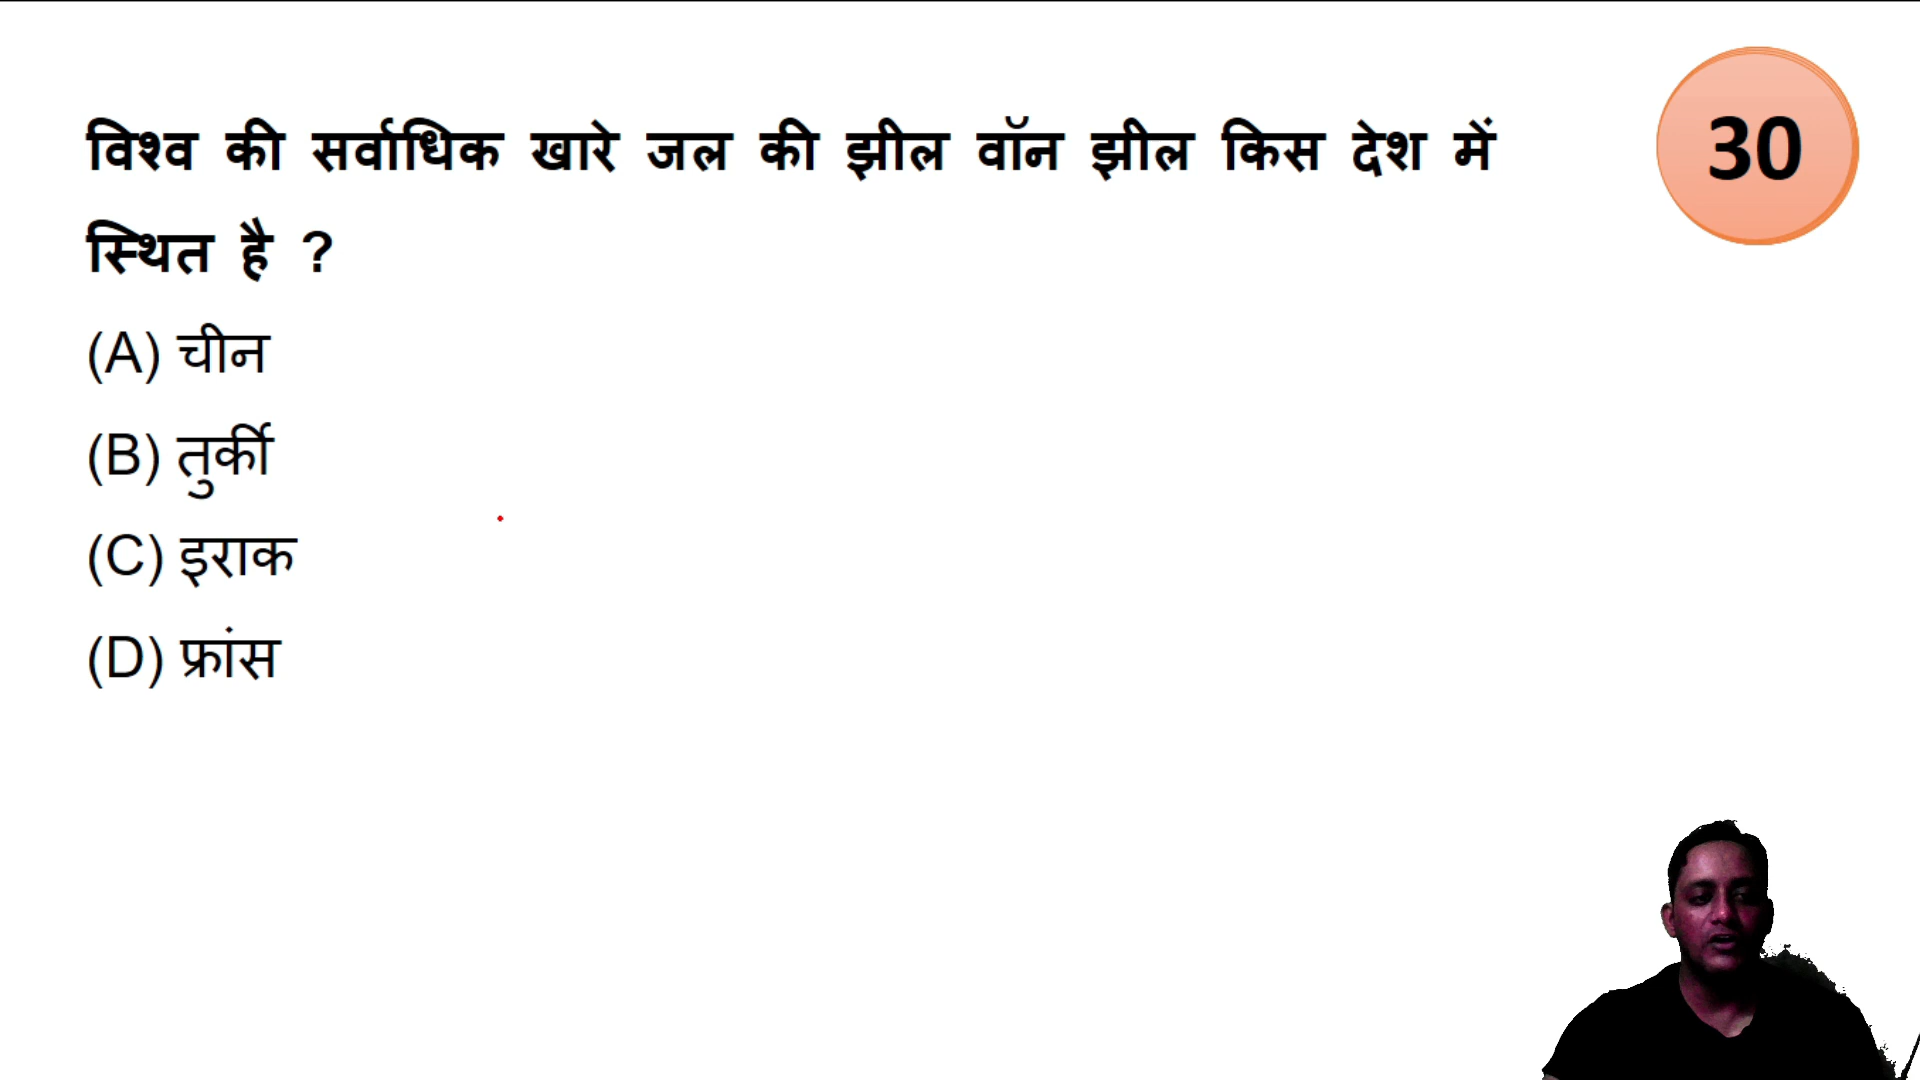 विश्व की सर्वाधिक खारे जल की झील वॉन झील किस देश में
स्थित है ?
(A) चीन
(B) तुर्की
(C) इराक
(D) फ्रांस
30